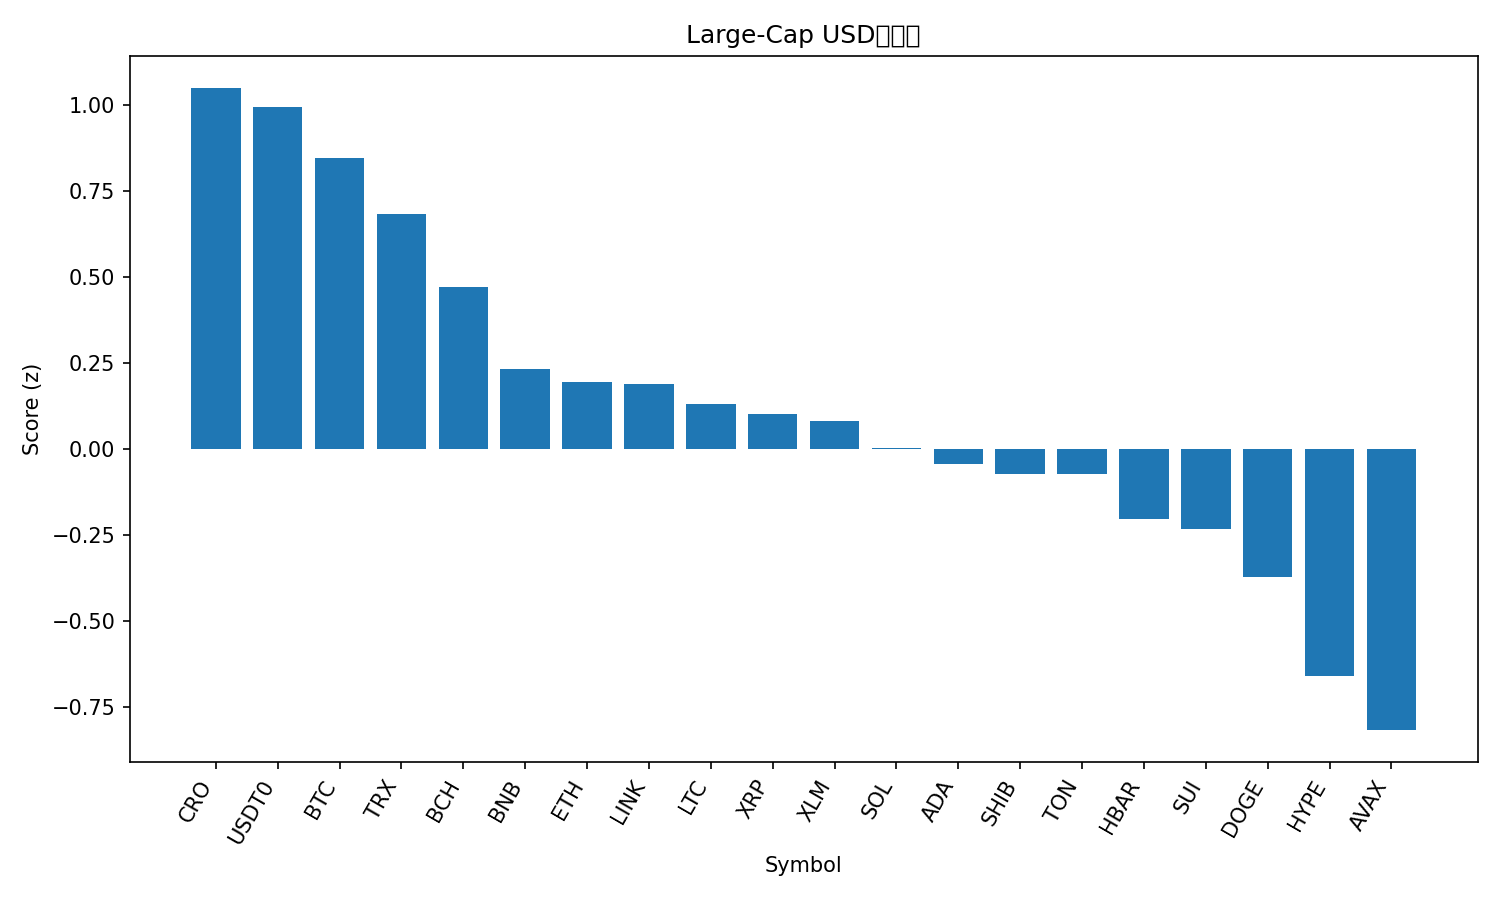 Large-Cap USD
Score (z)
1.00
0.75
0.50
0.25
0.00
−0.25
−0.50
−0.75
CRO
USDT0
BTC
TRX
BCH
BNB
ETH
LINK
LTC
XRP
XLM
SOL
ADA
SHIB
TON
HBAR
SUI
DOGE
HYPE
AVAX
Symbol